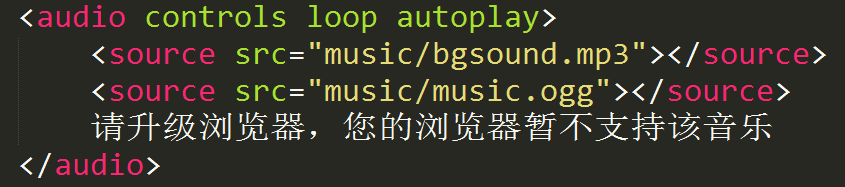 <audio controls loop autoplay>
<source src="music/bgsound.mp3"></source>
<source src="music/music.ogg"></source>
请升级浏览器，您的浏览器暂不支持该音乐
</audio>